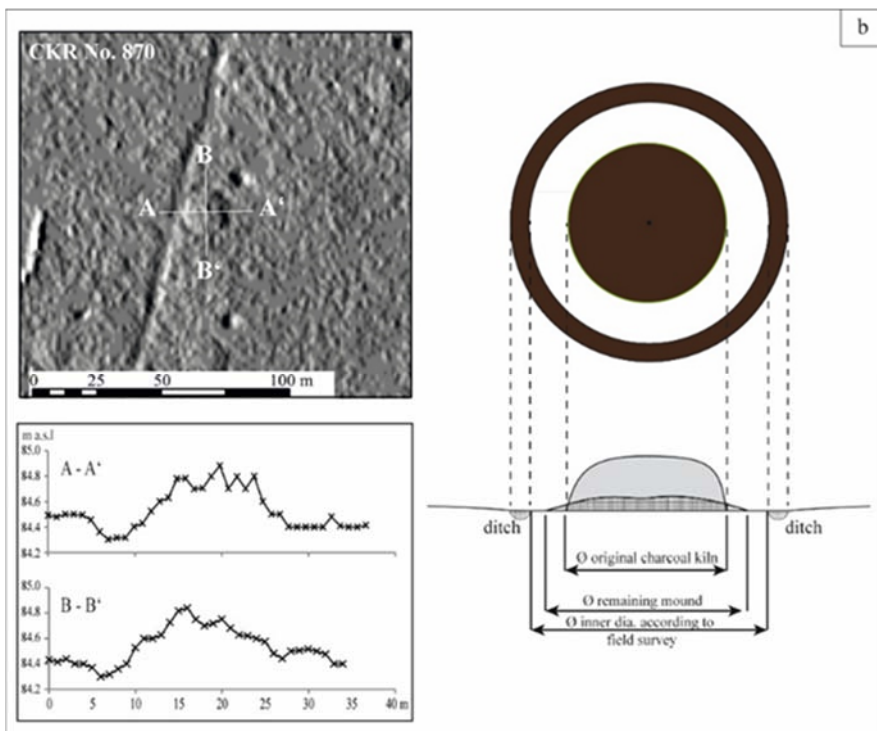 b
CKR No. 870
B
A A'
B'
0 25 50 100 m
m a.s.l
85.0
A - A'
84.8
84.6
84.4
84.2
85.0
B - B'
84.8
84.6
84.4
84.2
0 5 10 15 20 25 30 35 40 m
ditch ditch
Ø original charcoal kiln
Ø remaining mound
Ø inner dia. according to
field survey